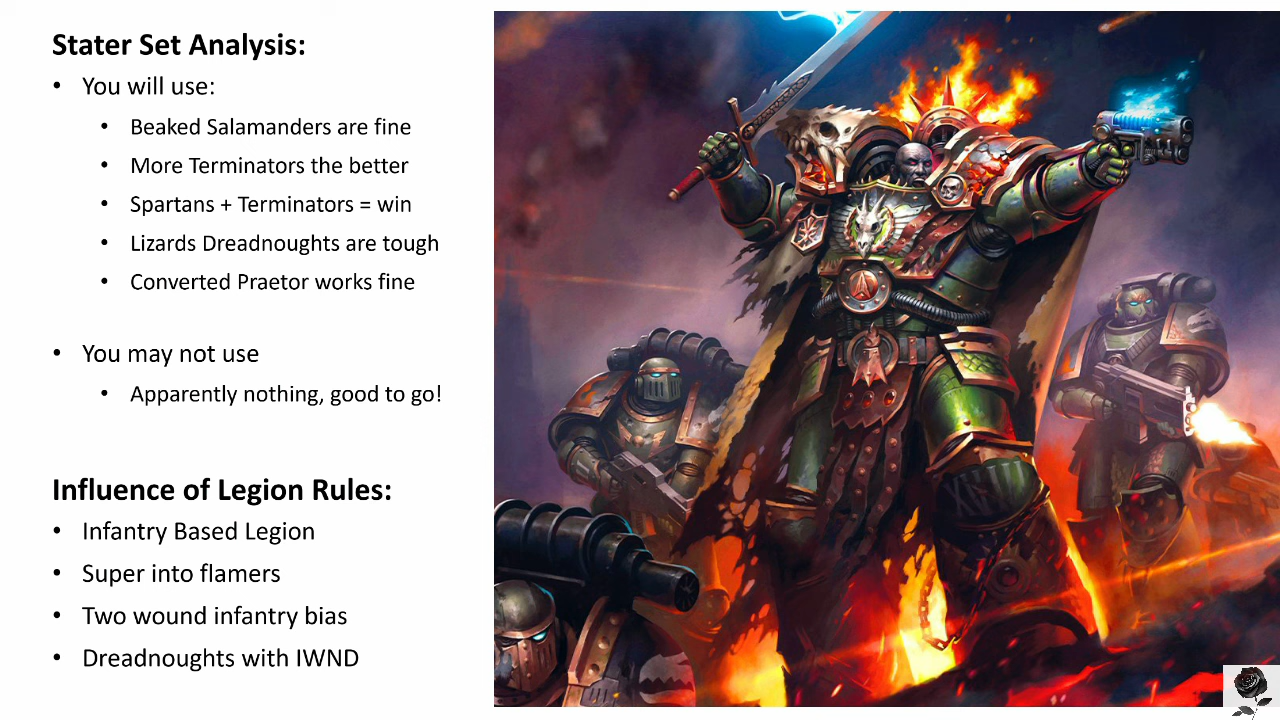 Stater Set Analysis:
• You will use:
• Beaked Salamanders are fine
• More Terminators the better
• Spartans + Terminators = win
• Lizards Dreadnoughts are tough
• Converted Praetor works fine
• You may not use
• Apparently nothing, good to go!
Influence of Legion Rules:
• Infantry Based Legion
• Super into flamers
• Two wound infantry bias
• Dreadnoughts with IWND